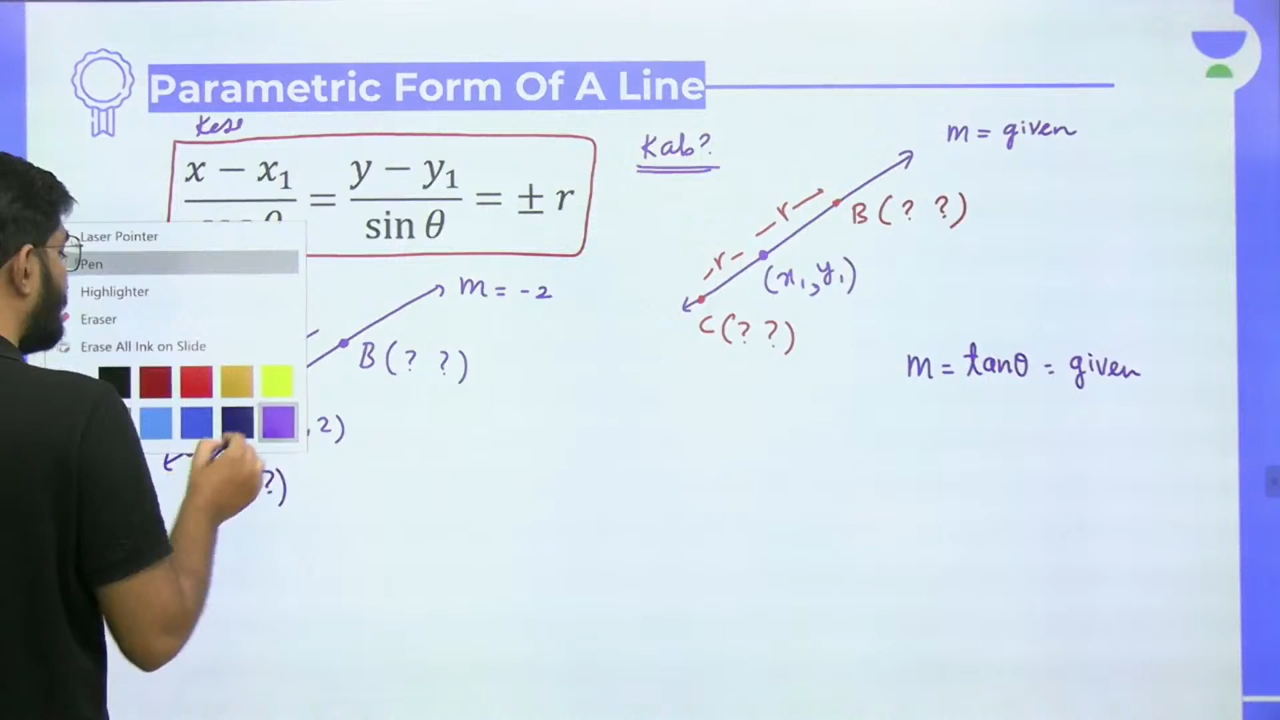 Parametric Form Of A Line
Kese
x − x₁ / cos θ = y − y₁ / sin θ = ± r
Kab?
m = given
r
B (? ?)
r
(x₁, y₁)
C (? ?)
m = tanθ = given
Laser Pointer
Pen
Highlighter
Eraser
Erase All Ink on Slide
m = -2
B (? ?)
, 2)
?)